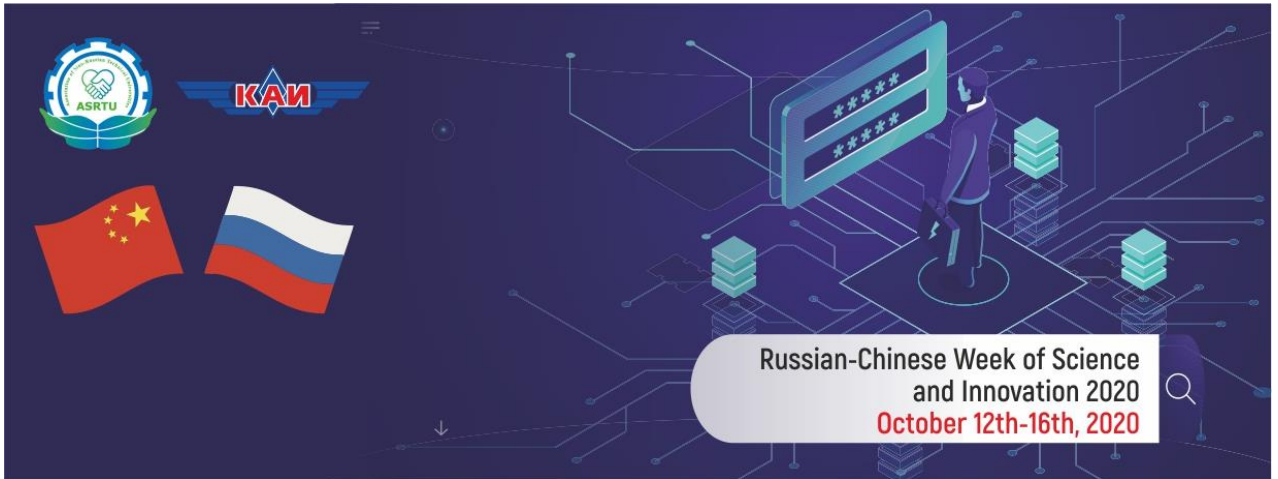 ASRTU
КАИ
*****
*****
Russian-Chinese Week of Science
and Innovation 2020
October 12th-16th, 2020